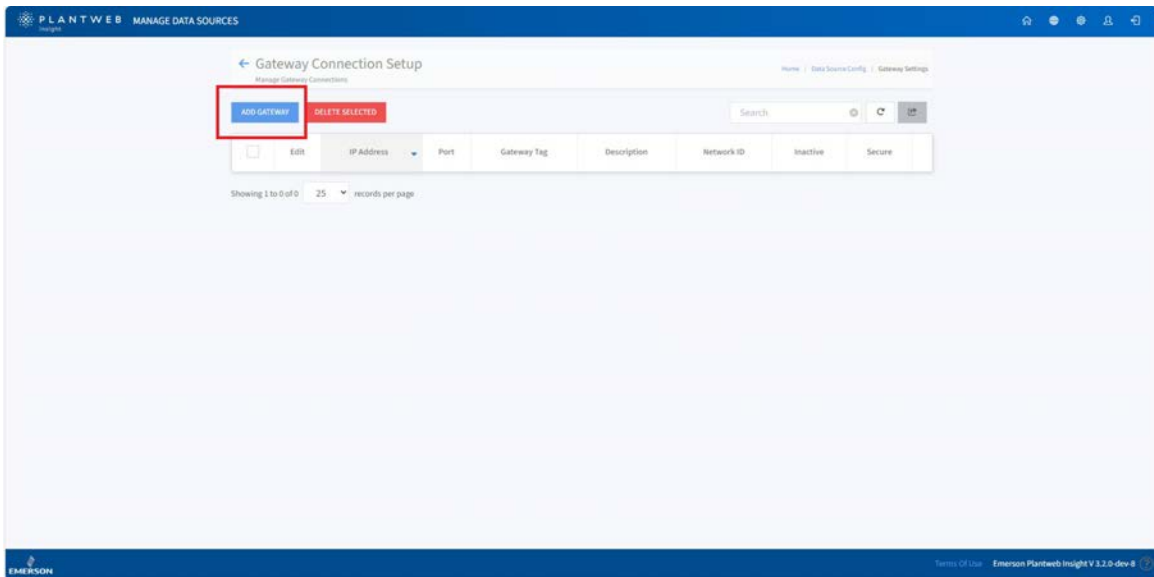 PLANTWEB MANAGE DATA SOURCES
Insight
Gateway Connection Setup
Manage Gateway Connections
Home | Data Source Config | Gateway Settings
ADD GATEWAY DELETE SELECTED Search
Edit IP Address Port Gateway Tag Description Network ID Inactive Secure
Showing 1 to 0 of 0 25 records per page
EMERSON
Terms Of Use Emerson Plantweb Insight V 3.2.0-dev-8 ?